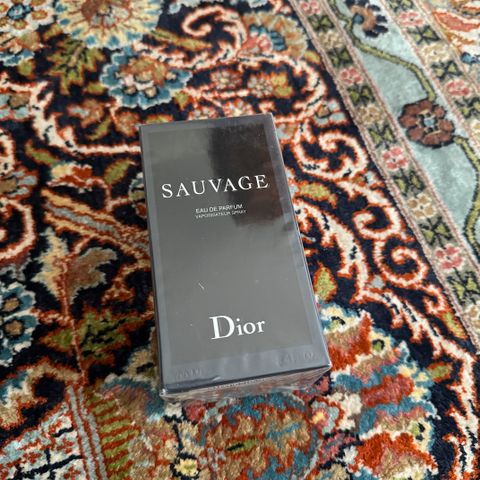 SAUVAGE
EAU DE PARFUM
VAPORISATEUR SPRAY
Dior